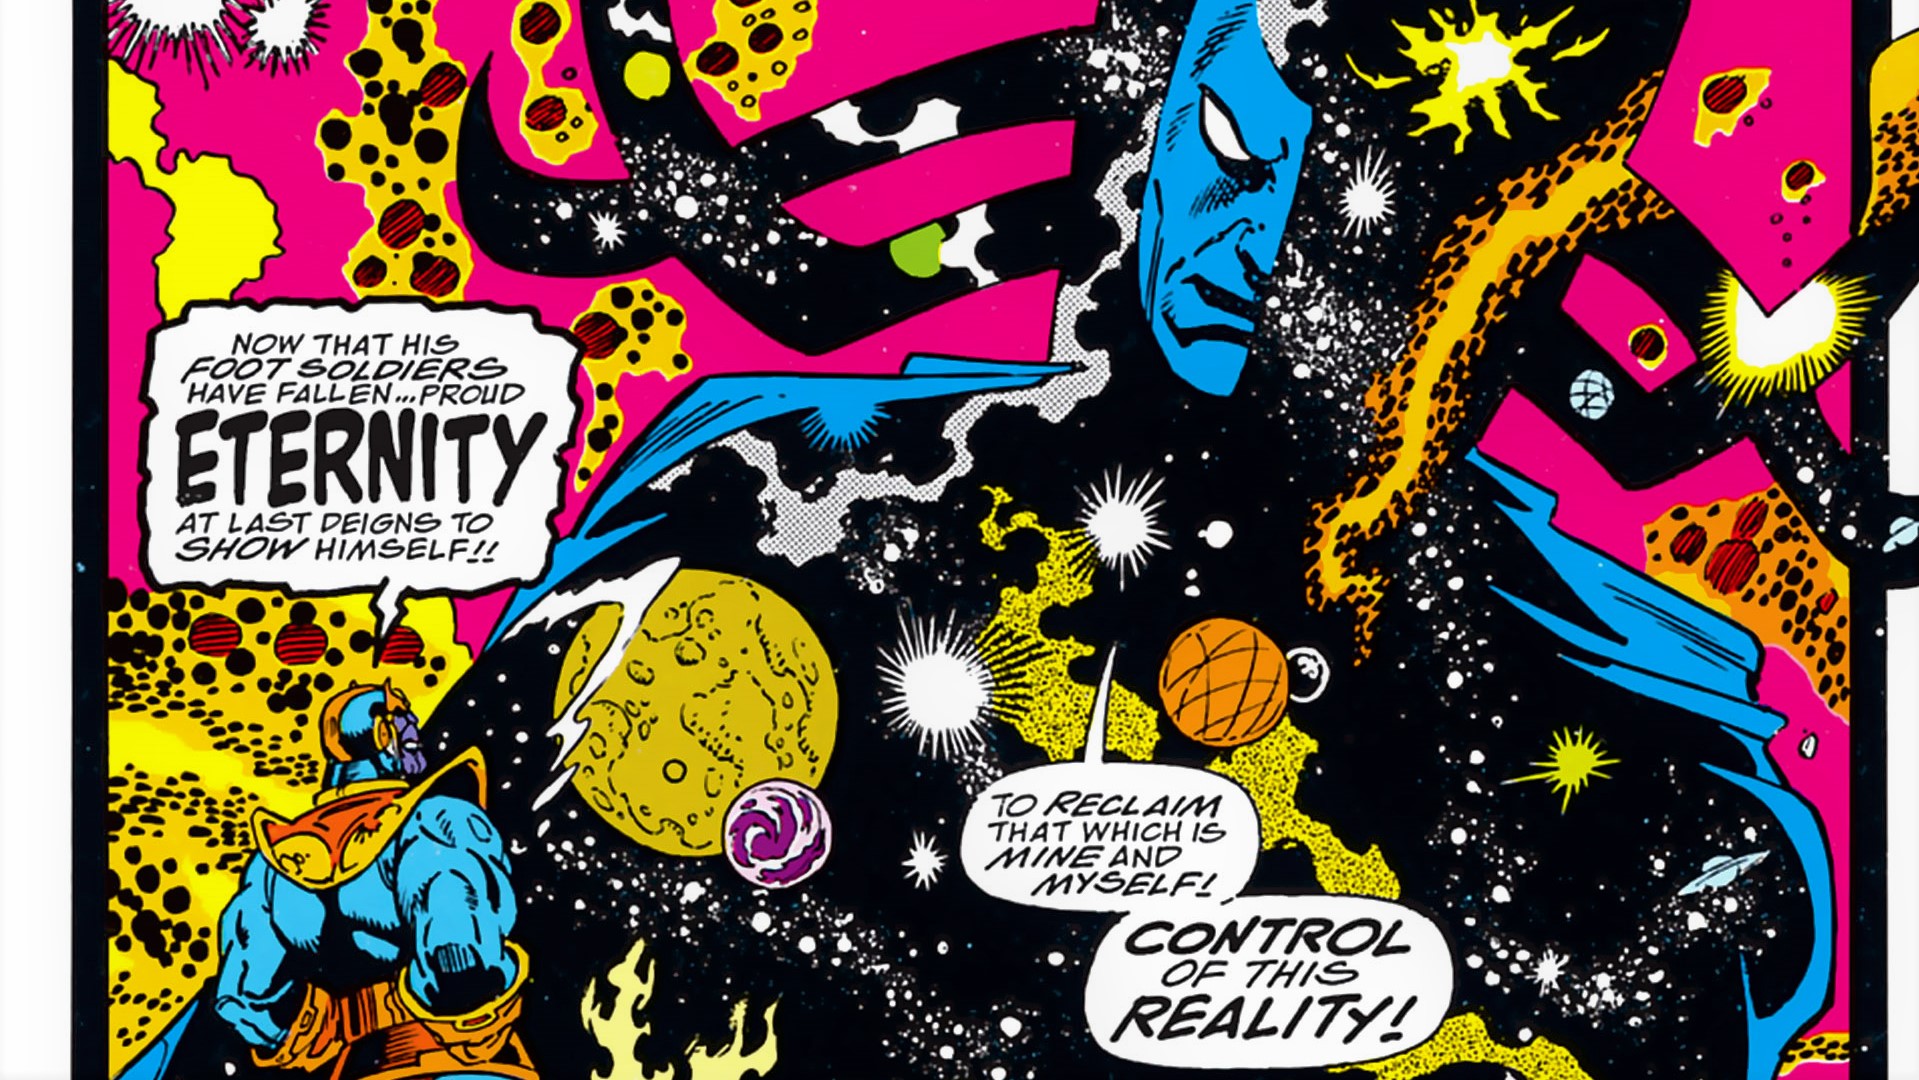 NOW THAT HIS
FOOT SOLDIERS
HAVE FALLEN...PROUD
ETERNITY
AT LAST DEIGNS TO
SHOW HIMSELF!!
TO RECLAIM
THAT WHICH IS
MINE AND
MYSELF!
CONTROL
OF THIS
REALITY!